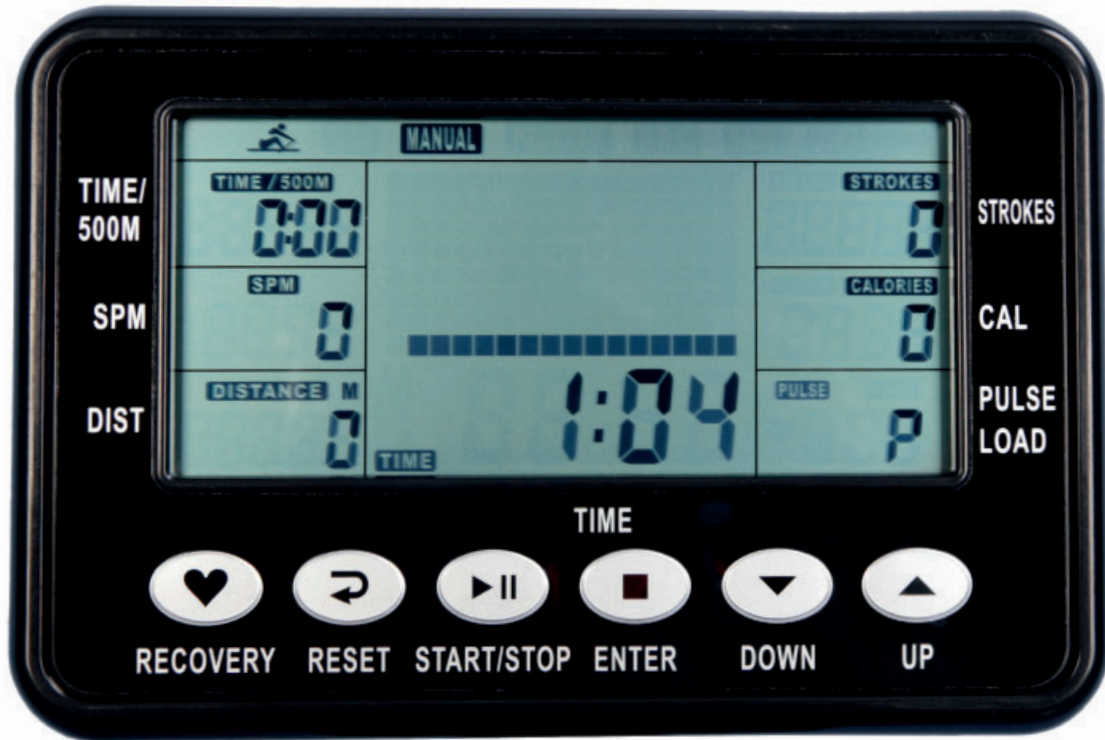 MANUAL
TIME/
500M
TIME/500M
0:00
STROKES
0
STROKES
SPM
SPM
0
CALORIES
0
CAL
DIST
DISTANCE M
0
TIME
1:04
PULSE
P
PULSE
LOAD
TIME
RECOVERY RESET START/STOP ENTER DOWN UP